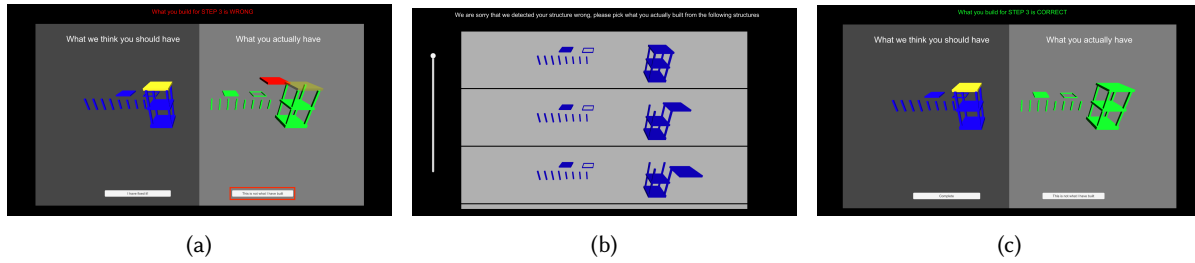 What you build for STEP 3 is WRONG
What we think you should have
What you actually have
I have fixed it
This is not what I have built
(a)
We are sorry that we detected your structure wrong, please pick what you actually built from the following structures
(b)
What you build for STEP 3 is CORRECT
What we think you should have
What you actually have
Complete
This is not what I have built
(c)